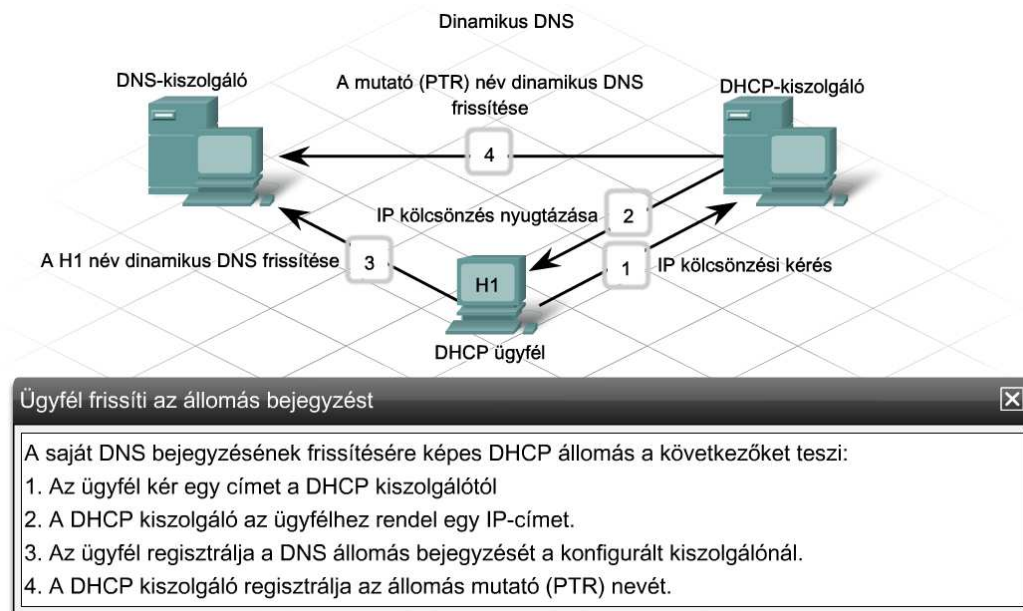 Dinamikus DNS
DNS-kiszolgáló
A mutató (PTR) név dinamikus DNS
frissítése
DHCP-kiszolgáló
4
IP kölcsönzés nyugtázása
2
A H1 név dinamikus DNS frissítése
3
1
IP kölcsönzési kérés
H1
DHCP ügyfél
Ügyfél frissíti az állomás bejegyzést
A saját DNS bejegyzésének frissítésére képes DHCP állomás a következőket teszi:
1. Az ügyfél kér egy címet a DHCP kiszolgálótól
2. A DHCP kiszolgáló az ügyfélhez rendel egy IP-címet.
3. Az ügyfél regisztrálja a DNS állomás bejegyzését a konfigurált kiszolgálónál.
4. A DHCP kiszolgáló regisztrálja az állomás mutató (PTR) nevét.